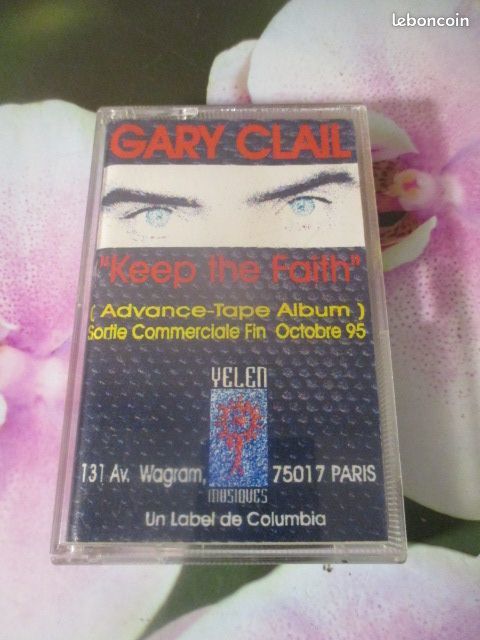 leboncoin
GARY CLAIL
"Keep the Faith"
( Advance-Tape Album )
Sortie Commerciale Fin Octobre 95
YELEN
131 Av. Wagram, 75017 PARIS
MUSIQUES
Un Label de Columbia